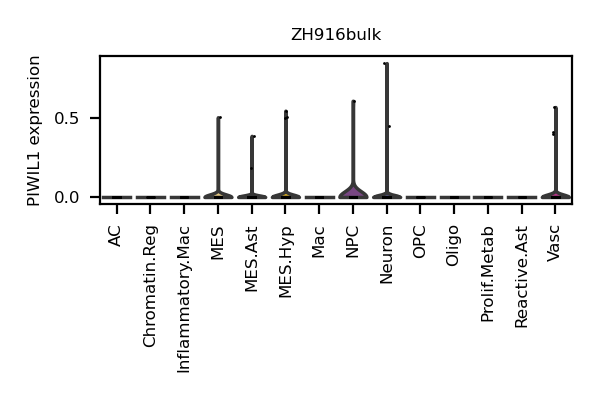 ZH916bulk
PIWIL1 expression
0.5
0.0
AC
Chromatin.Reg
Inflammatory.Mac
MES
MES.Ast
MES.Hyp
Mac
NPC
Neuron
OPC
Oligo
Prolif.Metab
Reactive.Ast
Vasc